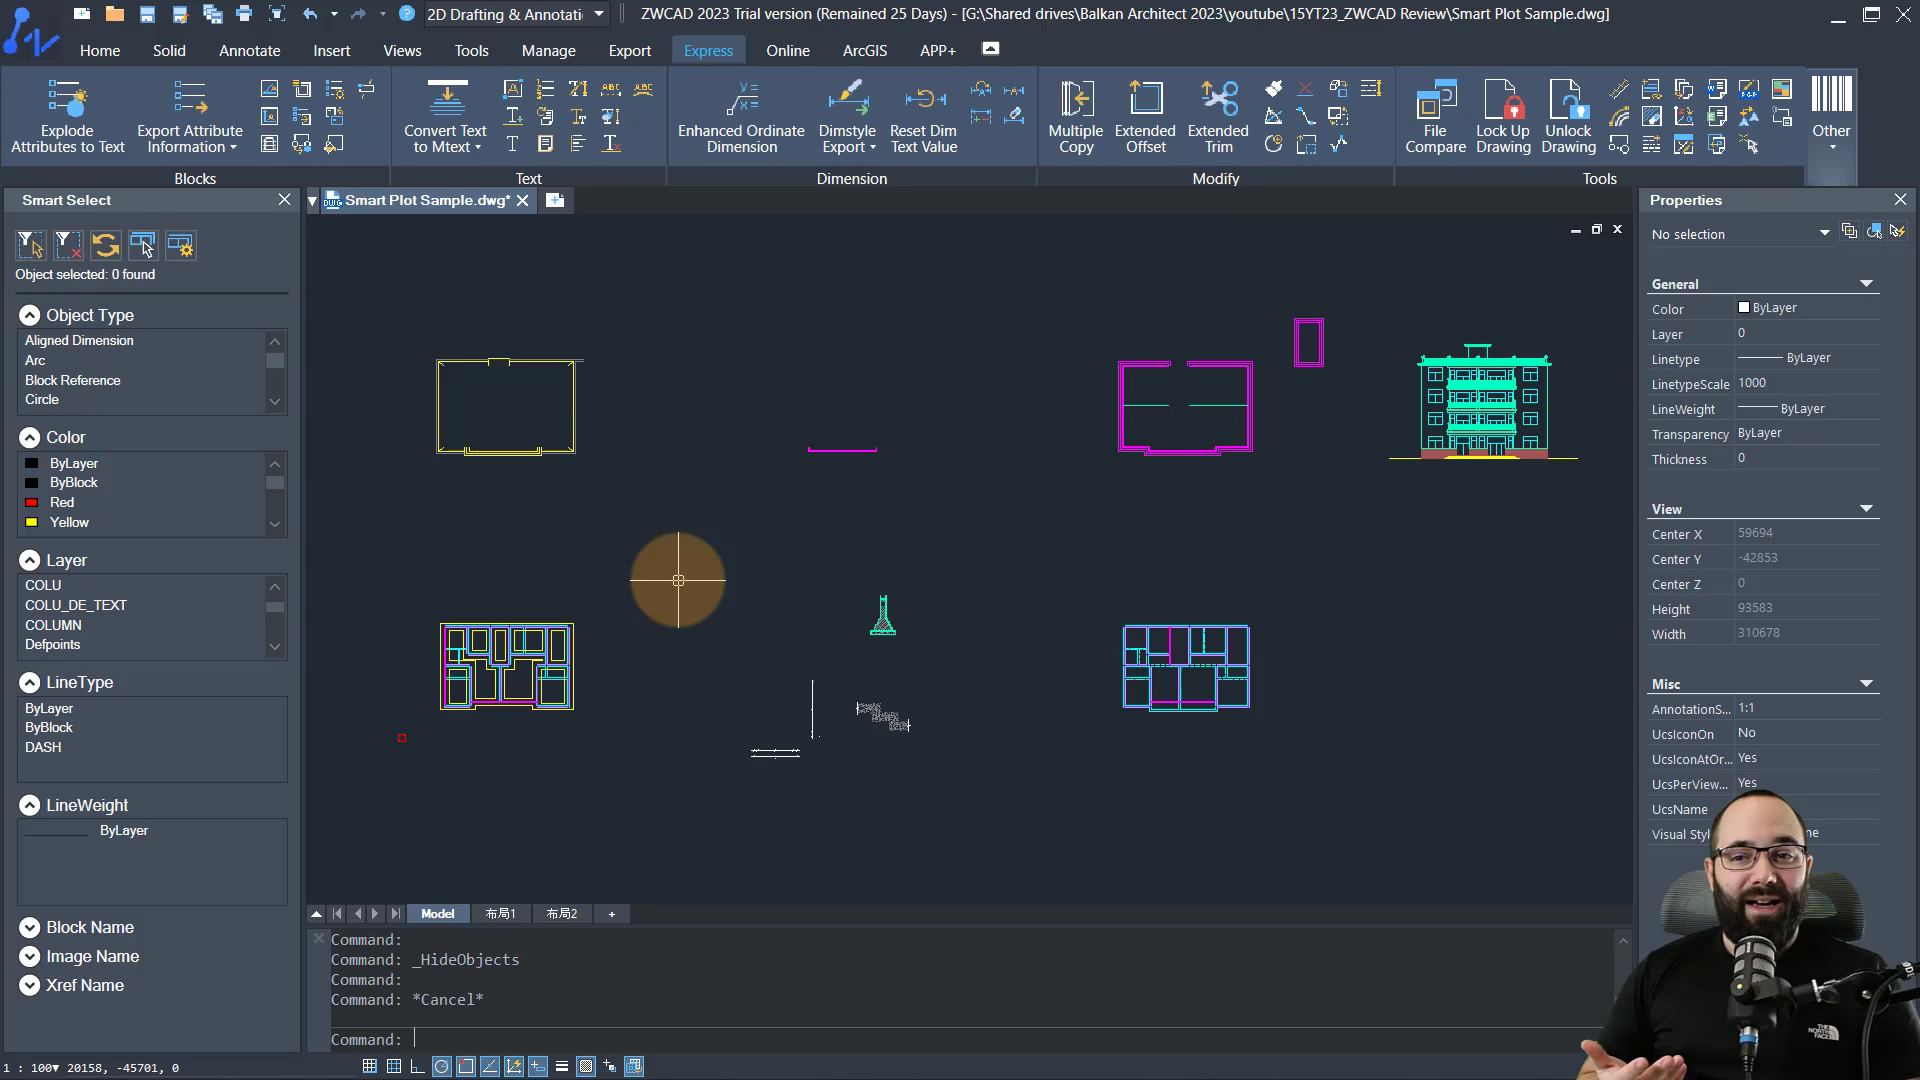 2D Drafting & Annotati
ZWCAD 2023 Trial version (Remained 25 Days) - [G:\Shared drives\Balkan Architect 2023\youtube\15YT23_ZWCAD Review\Smart Plot Sample.dwg]
Home Solid Annotate Insert Views Tools Manage Export Express Online ArcGIS APP+
Explode
Attributes to Text
Export Attribute
Information
Convert Text
to Mtext
Enhanced Ordinate
Dimension
Dimstyle
Export
Reset Dim
Text Value
Multiple
Copy
Extended
Offset
Extended
Trim
File
Compare
Lock Up
Drawing
Unlock
Drawing
Other
Blocks Text Dimension Modify Tools
Smart Select
Smart Plot Sample.dwg*
Object selected: 0 found
Object Type
Aligned Dimension
Arc
Block Reference
Circle
Color
ByLayer
ByBlock
Red
Yellow
Layer
COLU
COLU_DE_TEXT
COLUMN
Defpoints
LineType
ByLayer
ByBlock
DASH
LineWeight
ByLayer
Block Name
Image Name
Xref Name
Model 布局1 布局2 +
Command:
Command: _HideObjects
Command:
Command: *Cancel*
Command:
1 : 100 20158, -45701, 0
Properties
No selection
General
Color ByLayer
Layer 0
Linetype ByLayer
LinetypeScale 1000
LineWeight ByLayer
Transparency ByLayer
Thickness 0
View
Center X 59694
Center Y -42853
Center Z 0
Height 93583
Width 310678
Misc
AnnotationS... 1:1
UcsIconOn No
UcsIconAtOr... Yes
UcsPerView... Yes
UcsName
Visual Styl
THE
NORTH
FACE